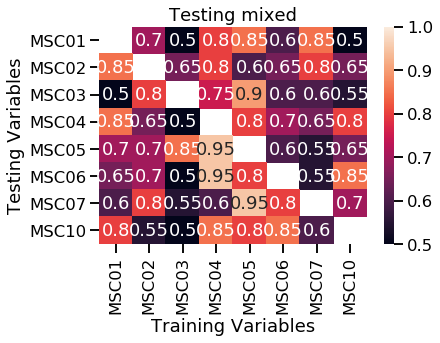 Testing mixed
Testing Variables
MSC01 0.7 0.5 0.8 0.85 0.6 0.85 0.5
MSC02 0.85 0.65 0.8 0.6 0.65 0.8 0.65
MSC03 0.5 0.8 0.75 0.9 0.6 0.6 0.55
MSC04 0.85 0.65 0.5 0.8 0.7 0.65 0.8
MSC05 0.7 0.7 0.85 0.95 0.6 0.55 0.65
MSC06 0.65 0.7 0.5 0.95 0.8 0.55 0.85
MSC07 0.6 0.8 0.55 0.6 0.95 0.8 0.7
MSC10 0.8 0.55 0.5 0.85 0.8 0.85 0.6
MSC01 MSC02 MSC03 MSC04 MSC05 MSC06 MSC07 MSC10
Training Variables
1.0
0.9
0.8
0.7
0.6
0.5